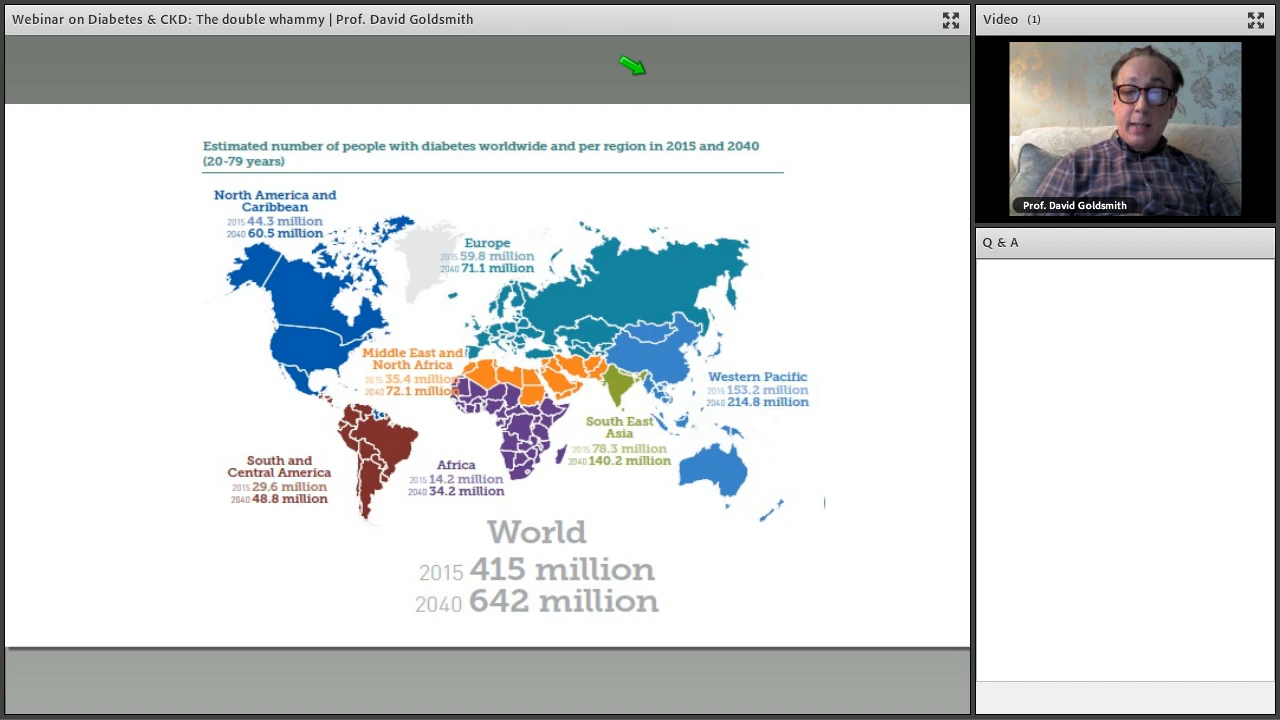 Webinar on Diabetes & CKD: The double whammy | Prof. David Goldsmith
Video (1)
Prof. David Goldsmith
Q & A
Estimated number of people with diabetes worldwide and per region in 2015 and 2040
(20-79 years)
North America and
Caribbean
2015 44.3 million
2040 60.5 million
Europe
2015 59.8 million
2040 71.1 million
Middle East and
North Africa
2015 35.4 million
2040 72.1 million
Western Pacific
2015 153.2 million
2040 214.8 million
South East
Asia
2015 78.3 million
2040 140.2 million
South and
Central America
2015 29.6 million
2040 48.8 million
Africa
2015 14.2 million
2040 34.2 million
World
2015 415 million
2040 642 million